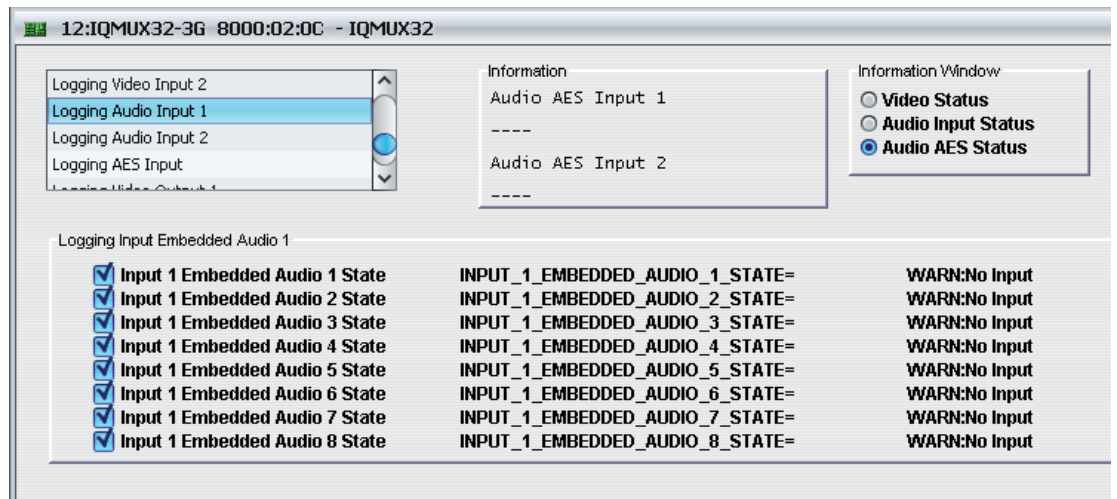 12:IQMUX32-3G 8000:02:0C - IQMUX32
Logging Video Input 2
Logging Audio Input 1
Logging Audio Input 2
Logging AES Input
Logging Video Output 1
Information
Audio AES Input 1
----
Audio AES Input 2
----
Information Window
Video Status
Audio Input Status
Audio AES Status
Logging Input Embedded Audio 1
Input 1 Embedded Audio 1 State INPUT_1_EMBEDDED_AUDIO_1_STATE= WARN:No Input
Input 1 Embedded Audio 2 State INPUT_1_EMBEDDED_AUDIO_2_STATE= WARN:No Input
Input 1 Embedded Audio 3 State INPUT_1_EMBEDDED_AUDIO_3_STATE= WARN:No Input
Input 1 Embedded Audio 4 State INPUT_1_EMBEDDED_AUDIO_4_STATE= WARN:No Input
Input 1 Embedded Audio 5 State INPUT_1_EMBEDDED_AUDIO_5_STATE= WARN:No Input
Input 1 Embedded Audio 6 State INPUT_1_EMBEDDED_AUDIO_6_STATE= WARN:No Input
Input 1 Embedded Audio 7 State INPUT_1_EMBEDDED_AUDIO_7_STATE= WARN:No Input
Input 1 Embedded Audio 8 State INPUT_1_EMBEDDED_AUDIO_8_STATE= WARN:No Input